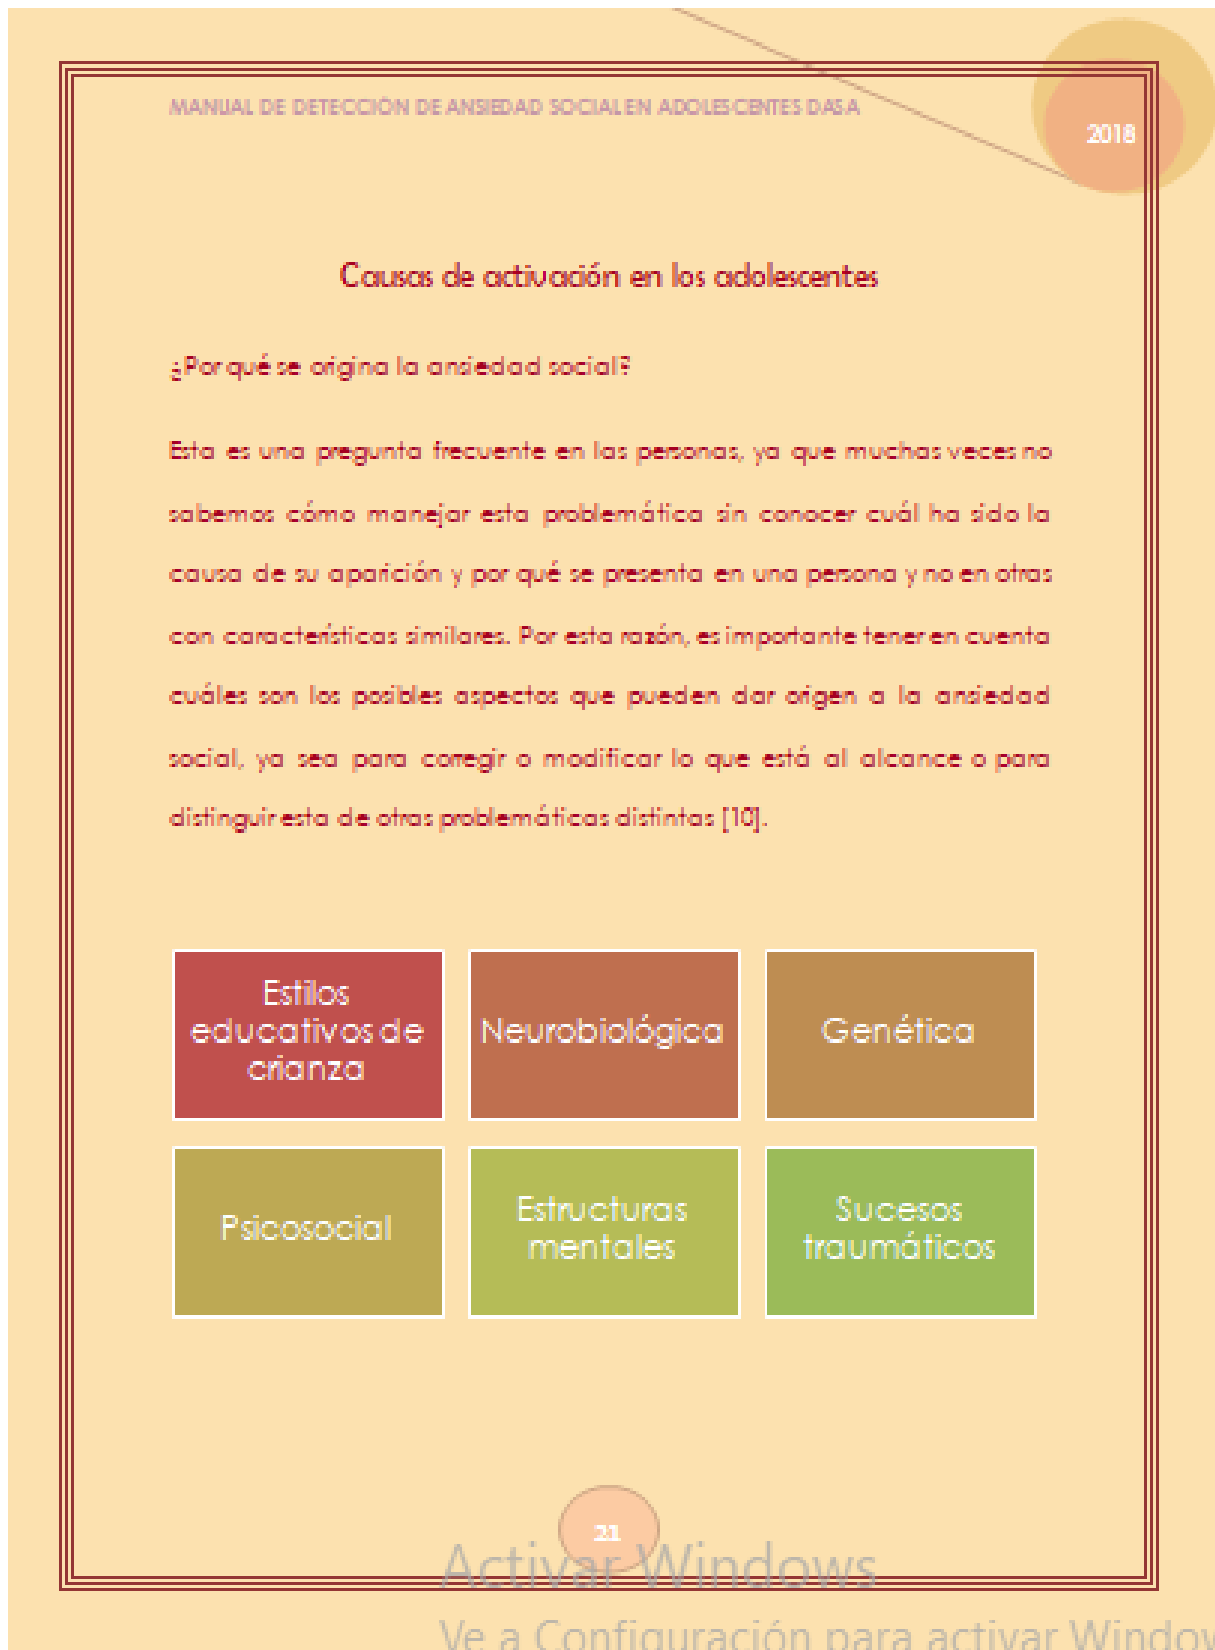 MANUAL DE DETECCIÓN DE ANSIEDAD SOCIAL EN ADOLESCENTES DASA
2018
Causas de activación en los adolescentes
¿Por qué se origina la ansiedad social?
Esta es una pregunta frecuente en las personas, ya que muchas veces no
sabemos cómo manejar esta problemática sin conocer cuál ha sido la
causa de su aparición y por qué se presenta en una persona y no en otras
con características similares. Por esta razón, es importante tener en cuenta
cuáles son los posibles aspectos que pueden dar origen a la ansiedad
social, ya sea para corregir o modificar lo que está al alcance o para
distinguir esta de otras problemáticas distintas [10].
Estilos
educativos de
crianza
Neurobiológica
Genética
Psicosocial
Estructuras
mentales
Sucesos
traumáticos
21
Activar Windows
Ve a Configuración para activar Window